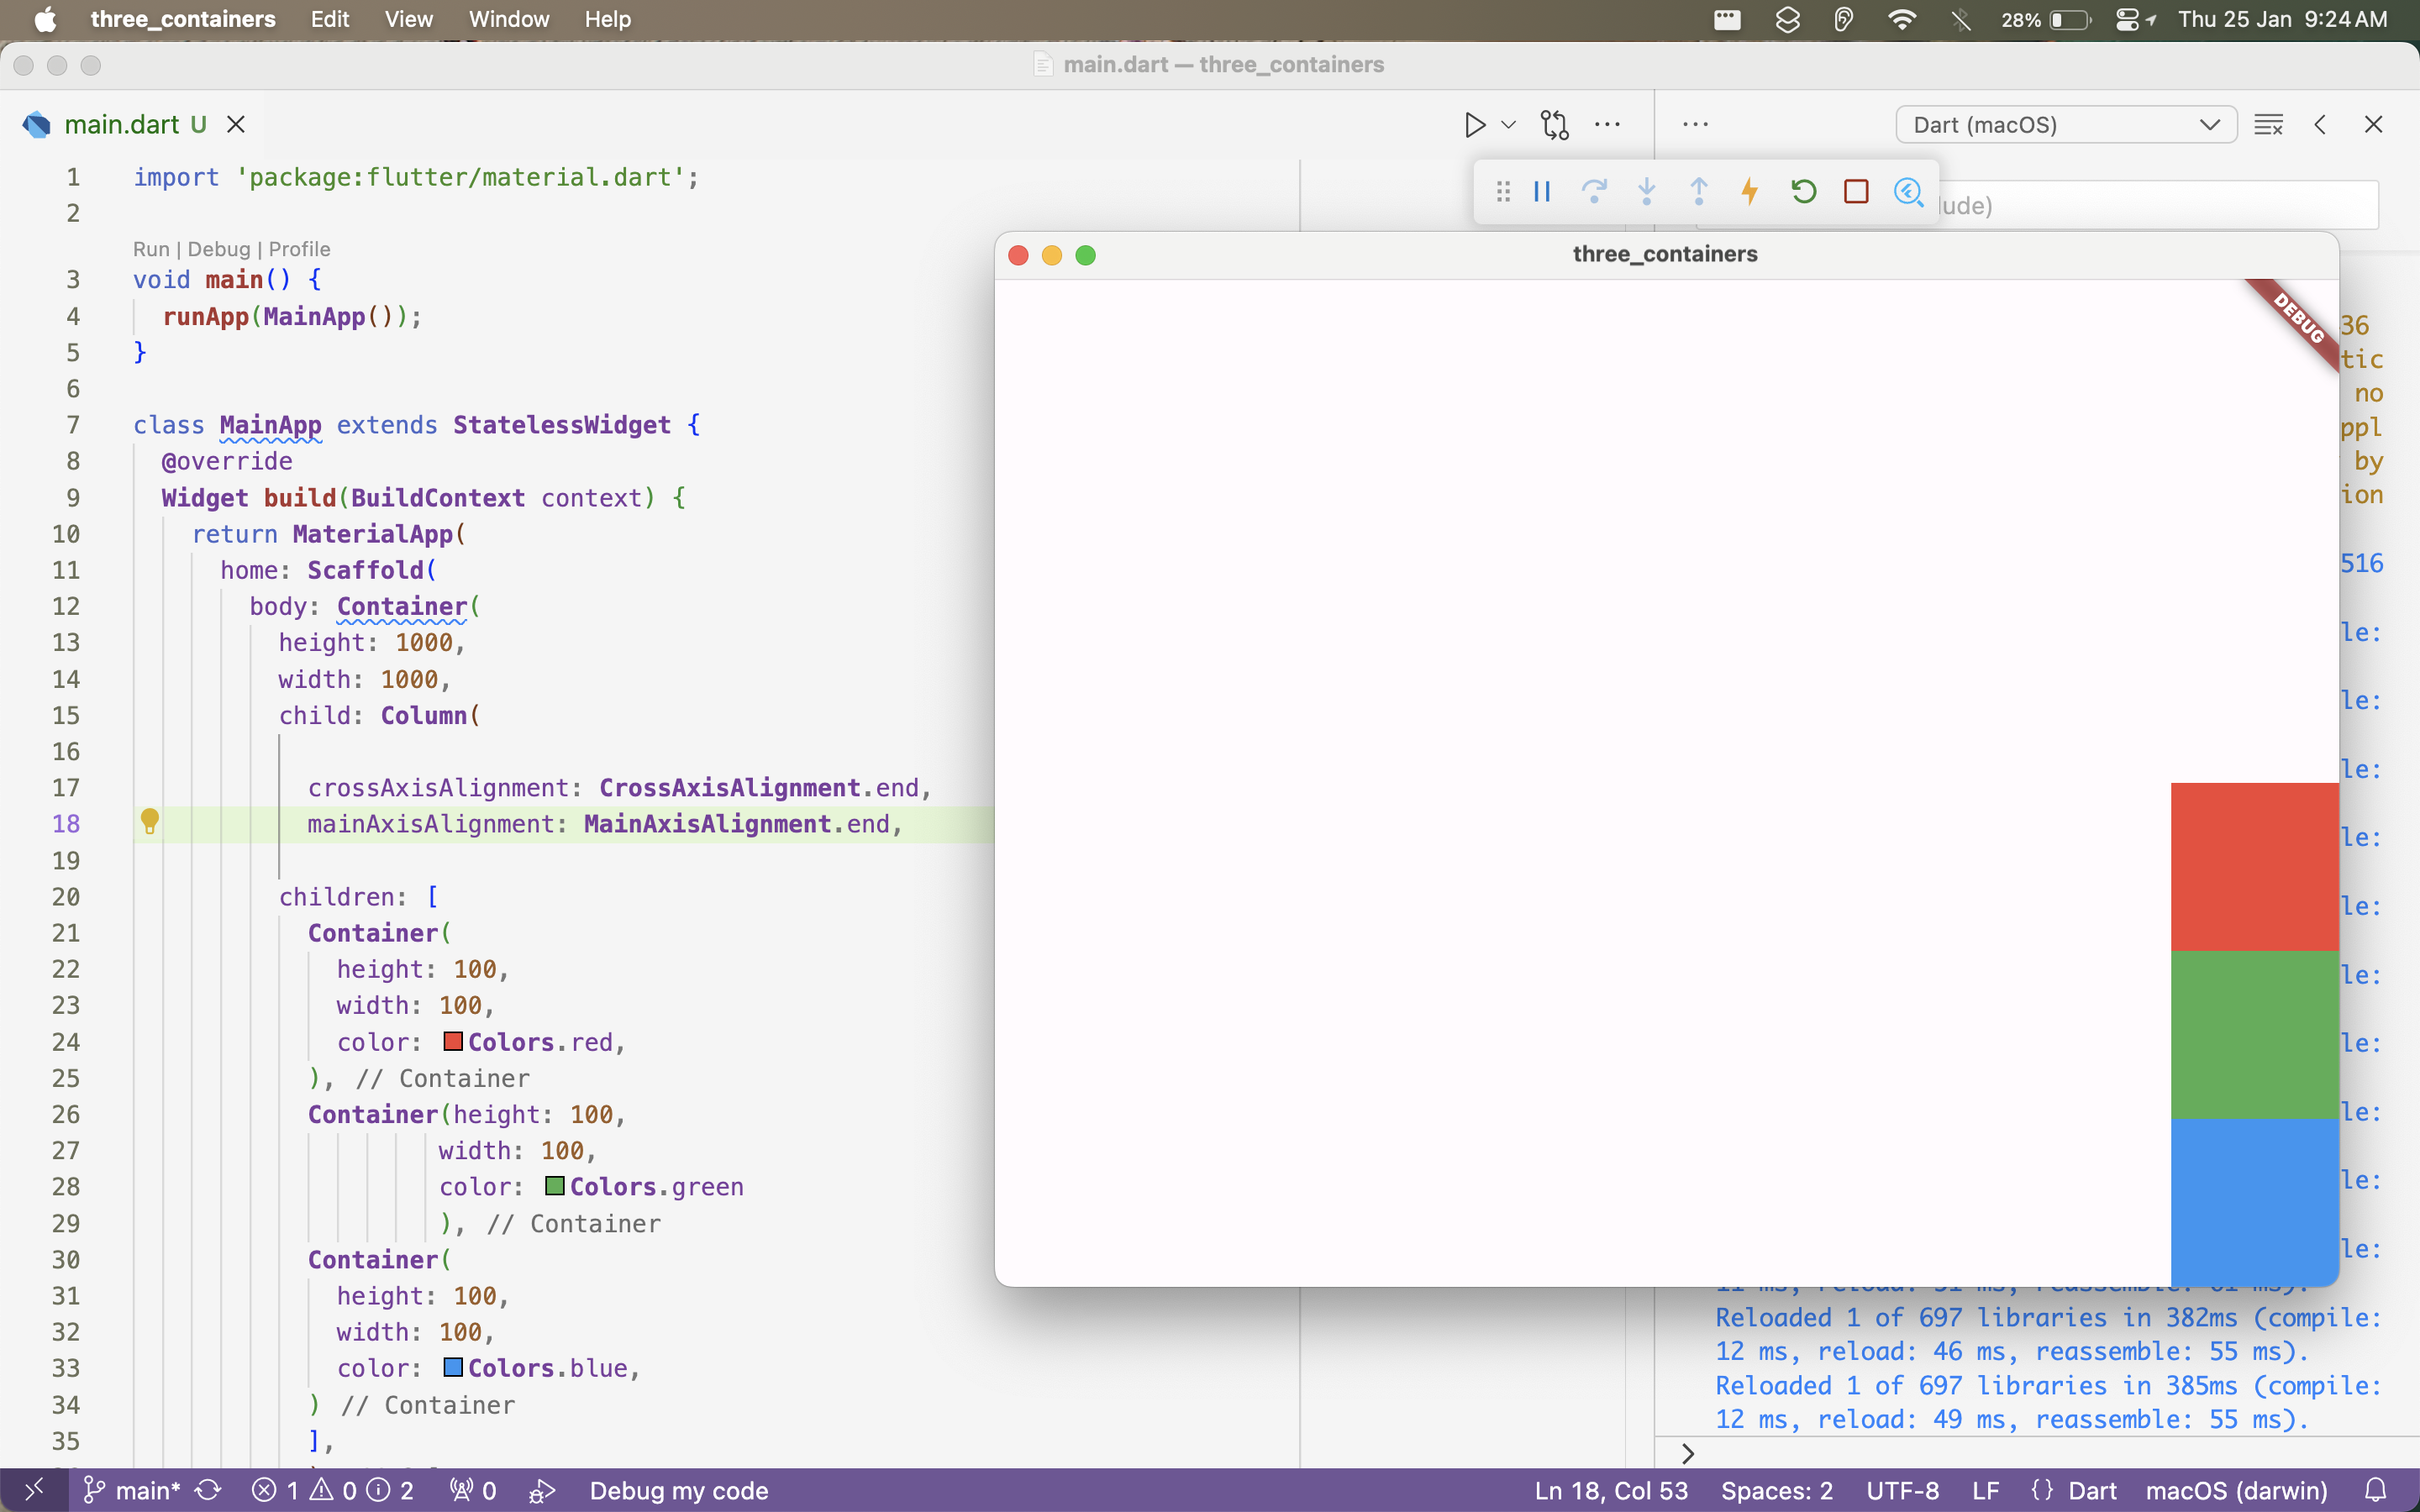 three_containers Edit View Window Help 28% Thu 25 Jan 9:24 AM
main.dart — three_containers
main.dart U
Dart (macOS)
lude)
1 import 'package:flutter/material.dart';
2
Run | Debug | Profile
3 void main() {
4 runApp(MainApp());
5 }
6
7 class MainApp extends StatelessWidget {
8 @override
9 Widget build(BuildContext context) {
10 return MaterialApp(
11 home: Scaffold(
12 body: Container(
13 height: 1000,
14 width: 1000,
15 child: Column(
16
17 crossAxisAlignment: CrossAxisAlignment.end,
18 mainAxisAlignment: MainAxisAlignment.end,
19
20 children: [
21 Container(
22 height: 100,
23 width: 100,
24 color: Colors.red,
25 ), // Container
26 Container(height: 100,
27 width: 100,
28 color: Colors.green
29 ), // Container
30 Container(
31 height: 100,
32 width: 100,
33 color: Colors.blue,
34 ) // Container
35 ],
three_containers
DEBUG
36
tic
no
ppl
by
ion
516
le:
le:
le:
le:
le:
le:
le:
le:
le:
le:
Reloaded 1 of 697 libraries in 382ms (compile:
12 ms, reload: 46 ms, reassemble: 55 ms).
Reloaded 1 of 697 libraries in 385ms (compile:
12 ms, reload: 49 ms, reassemble: 55 ms).
main* 1 0 2 0 Debug my code Ln 18, Col 53 Spaces: 2 UTF-8 LF {} Dart macOS (darwin)